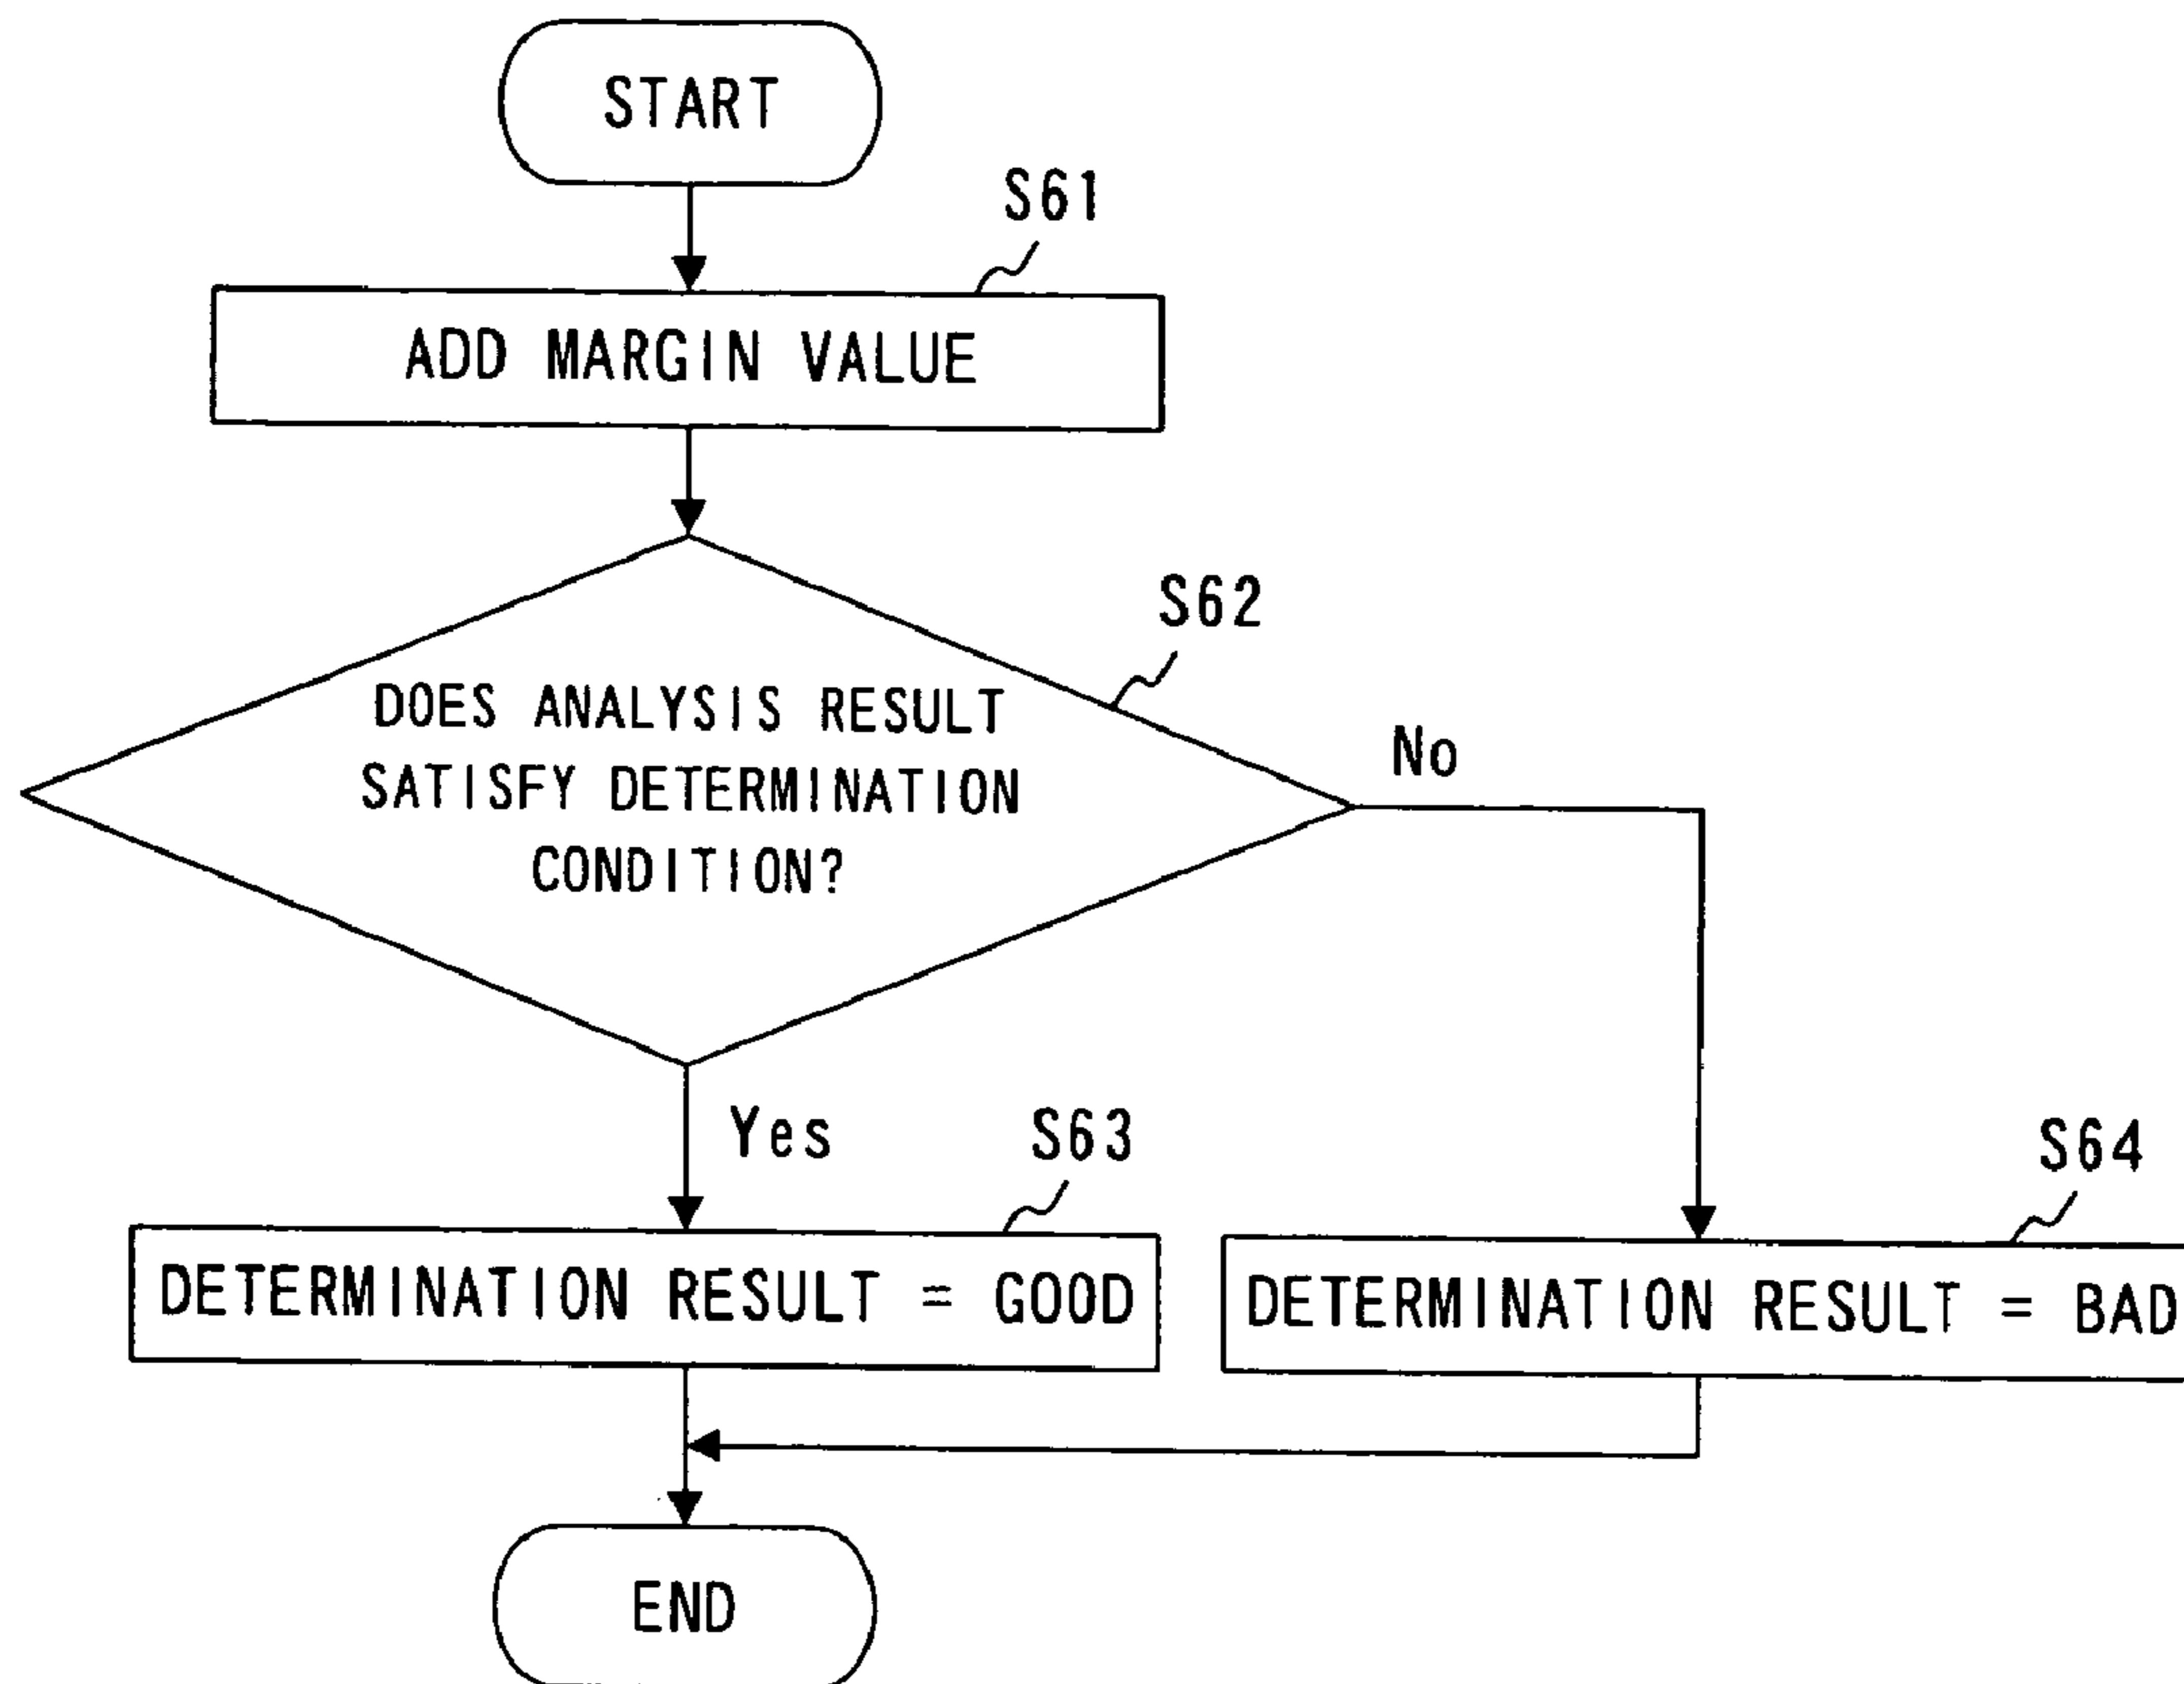 START
S61
ADD MARGIN VALUE
S62
DOES ANALYSIS RESULT
SATISFY DETERMINATION
CONDITION?
No
Yes
S63
S64
DETERMINATION RESULT = GOOD
DETERMINATION RESULT = BAD
END